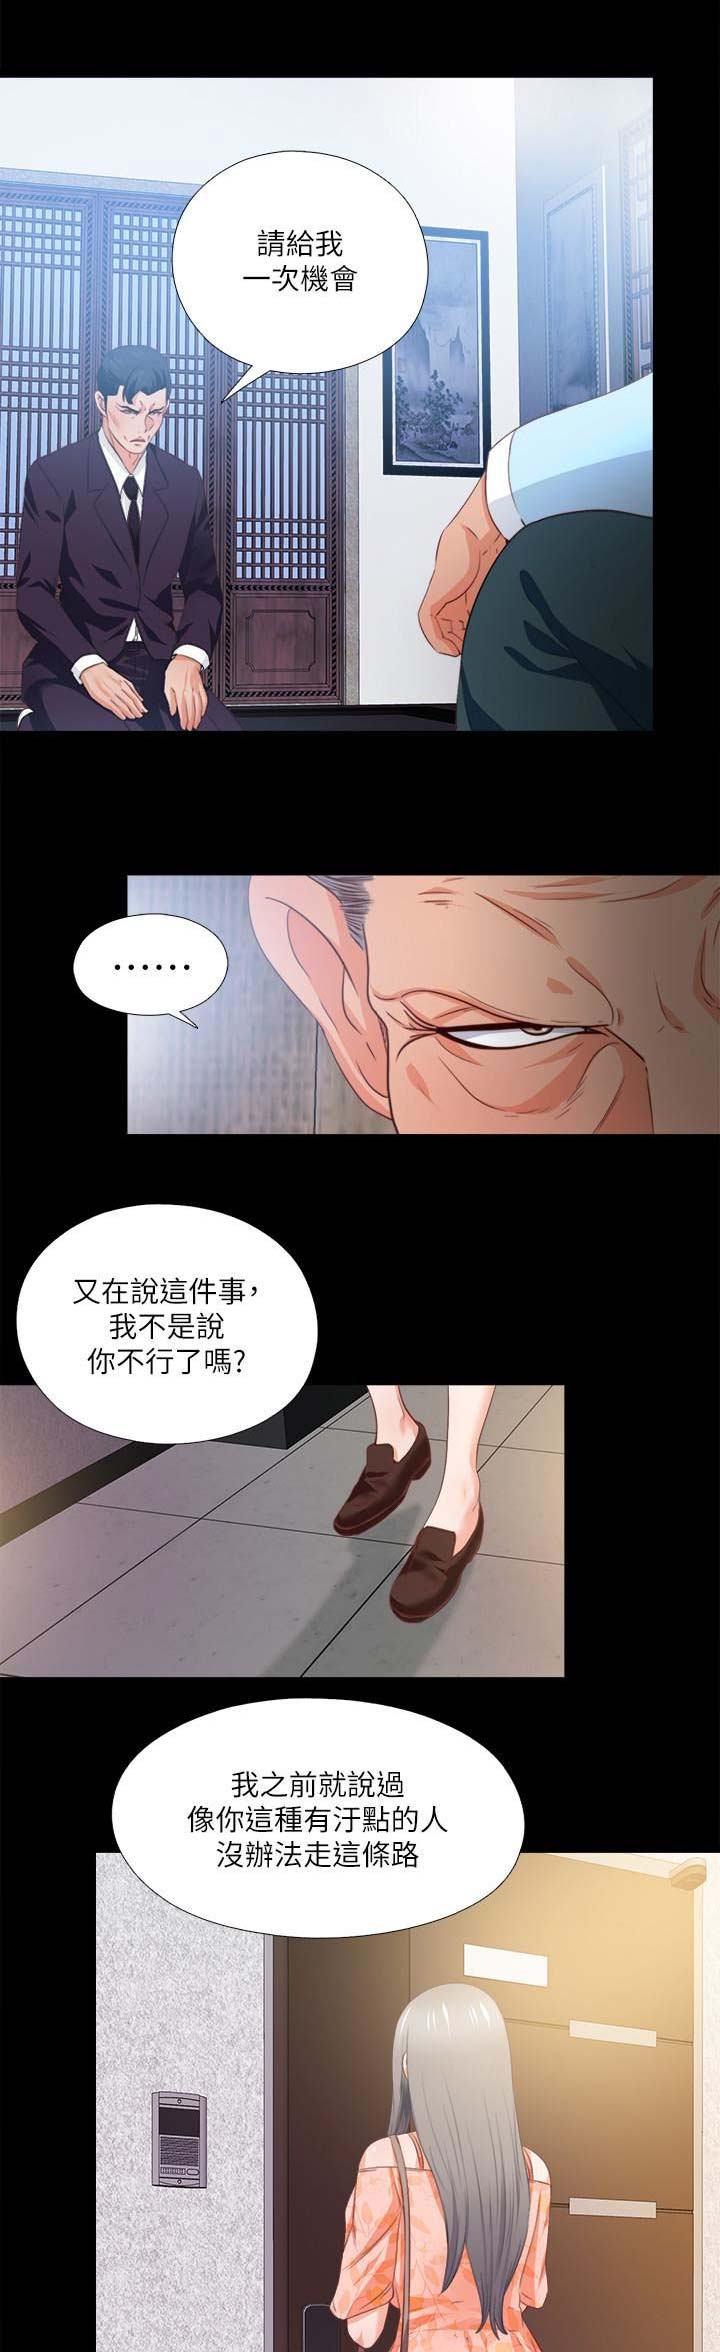 請給我
一次機會
……
又在說這件事,
我不是說
你不行了嗎?
我之前就說過
像你這種有汙點的人
沒辦法走這條路